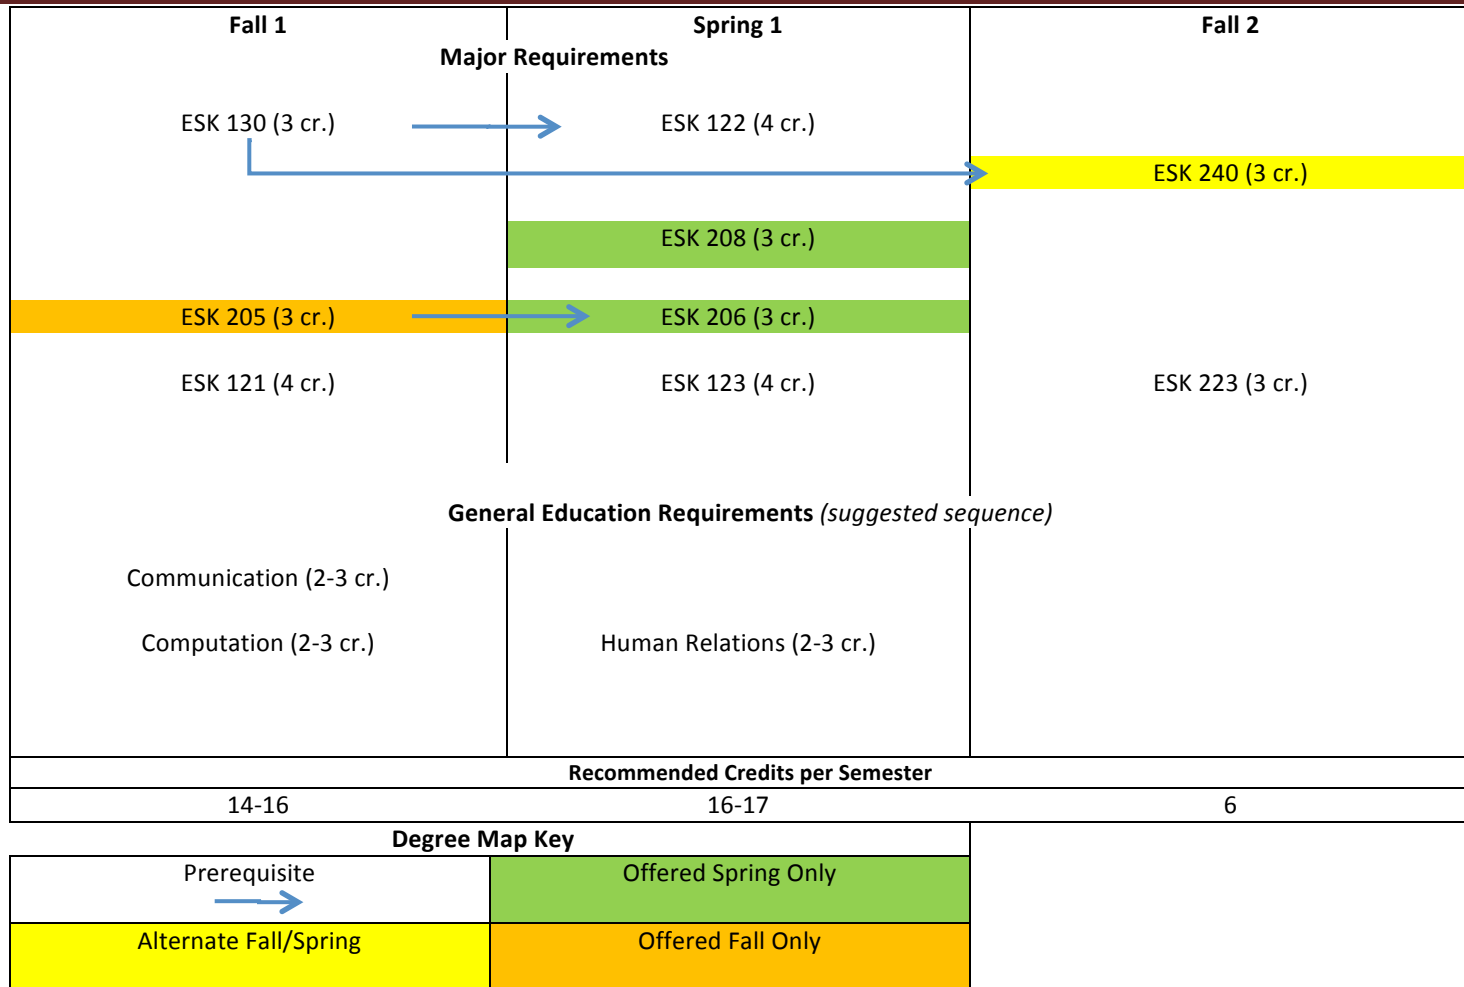 Fall 1 Spring 1 Fall 2
Major Requirements
ESK 130 (3 cr.) ESK 122 (4 cr.)
ESK 240 (3 cr.)
ESK 208 (3 cr.)
ESK 205 (3 cr.) ESK 206 (3 cr.)
ESK 121 (4 cr.) ESK 123 (4 cr.) ESK 223 (3 cr.)
General Education Requirements (suggested sequence)
Communication (2-3 cr.)
Computation (2-3 cr.) Human Relations (2-3 cr.)
Recommended Credits per Semester
14-16 16-17 6
Degree Map Key
Prerequisite Offered Spring Only
Alternate Fall/Spring Offered Fall Only